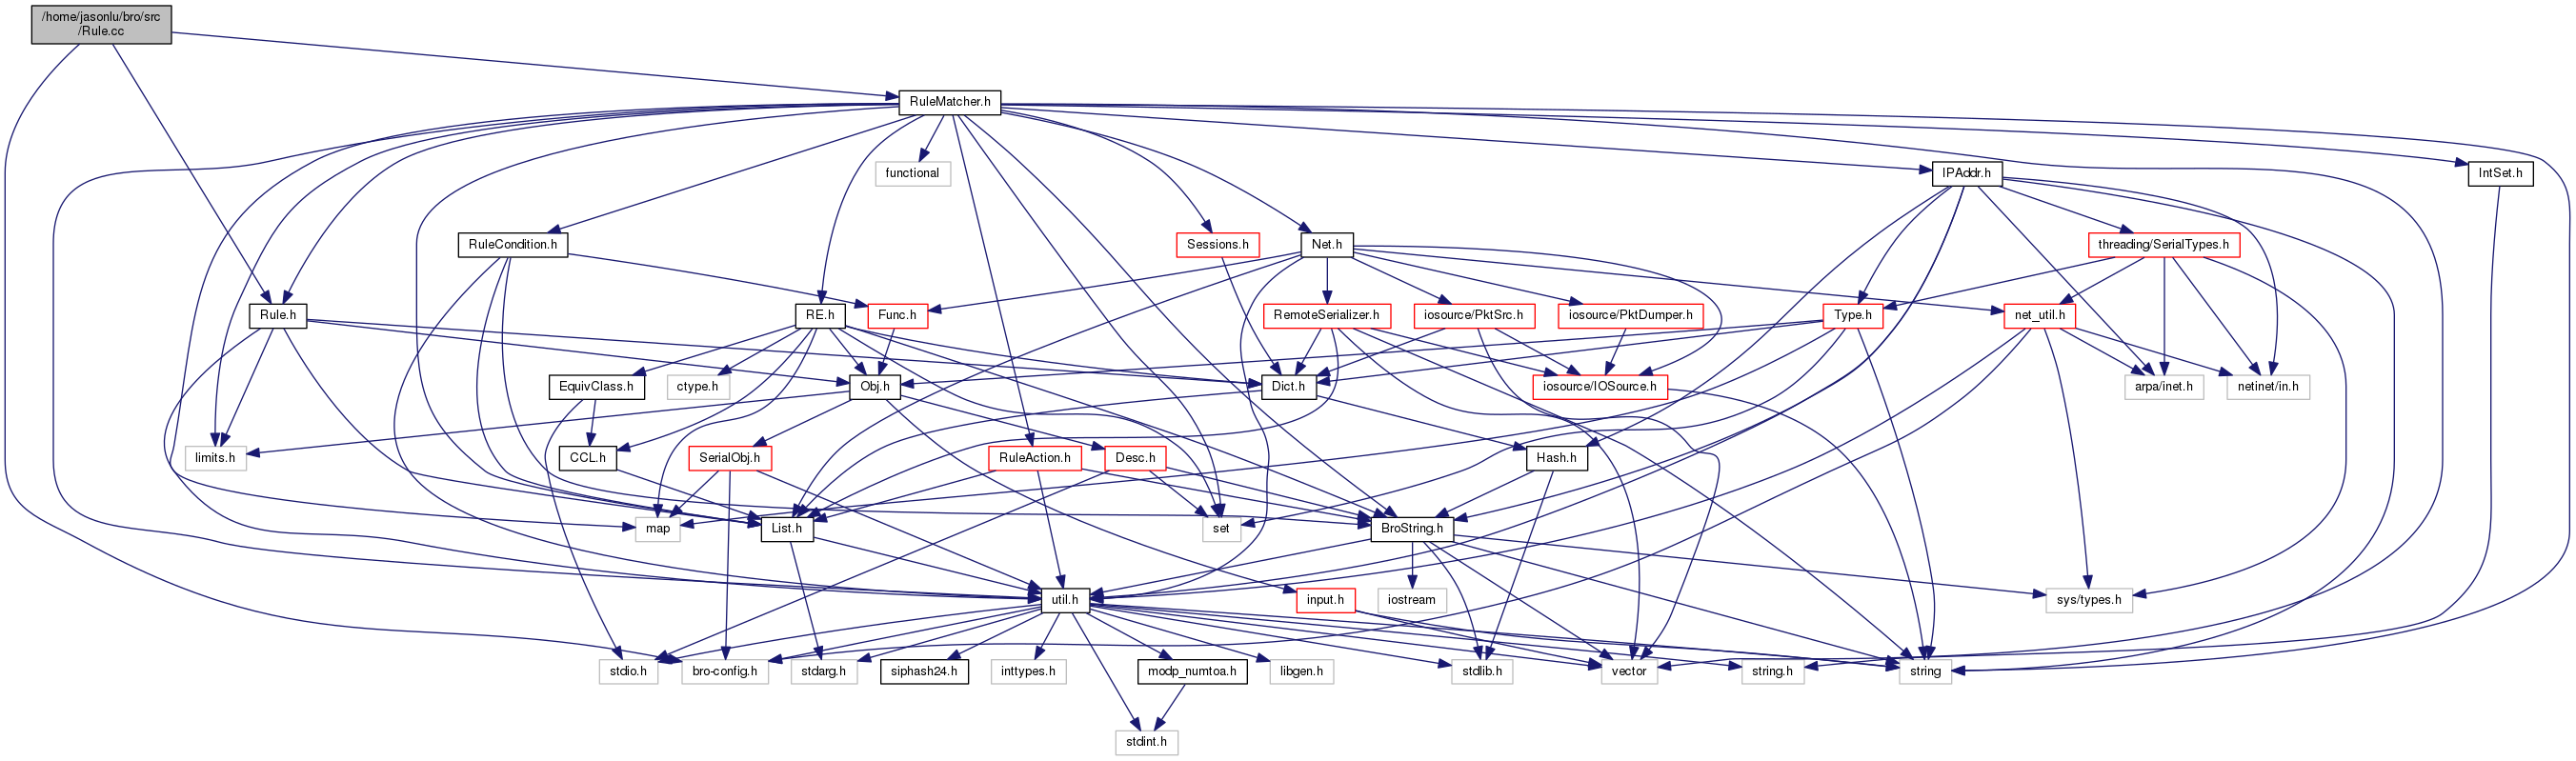 /home/jasonlu/bro/src
/Rule.cc
RuleMatcher.h
functional
IPAddr.h
IntSet.h
RuleCondition.h
Sessions.h
Net.h
threading/SerialTypes.h
Rule.h
RE.h
Func.h
RemoteSerializer.h
iosource/PktSrc.h
iosource/PktDumper.h
Type.h
net_util.h
EquivClass.h
ctype.h
Obj.h
Dict.h
iosource/IOSource.h
arpa/inet.h
netinet/in.h
limits.h
CCL.h
SerialObj.h
RuleAction.h
Desc.h
Hash.h
map
List.h
set
BroString.h
util.h
input.h
iostream
sys/types.h
stdio.h
bro-config.h
stdarg.h
siphash24.h
inttypes.h
modp_numtoa.h
libgen.h
stdlib.h
vector
string.h
string
stdint.h